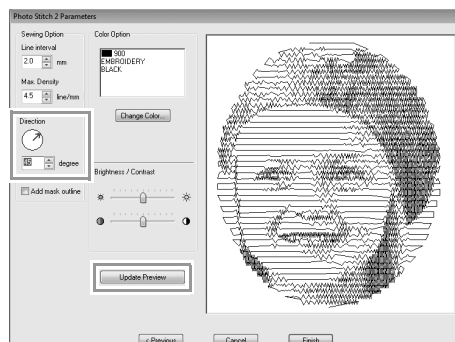 Photo Stitch 2 Parameters
Sewing Option
Line interval
2.0 mm
Max. Density
4.5 line/mm
Direction
45 degree
Add mask outline
Color Option
900
EMBROIDERY
BLACK
Change Color...
Brightness / Contrast
Update Preview
< Previous
Cancel
Finish